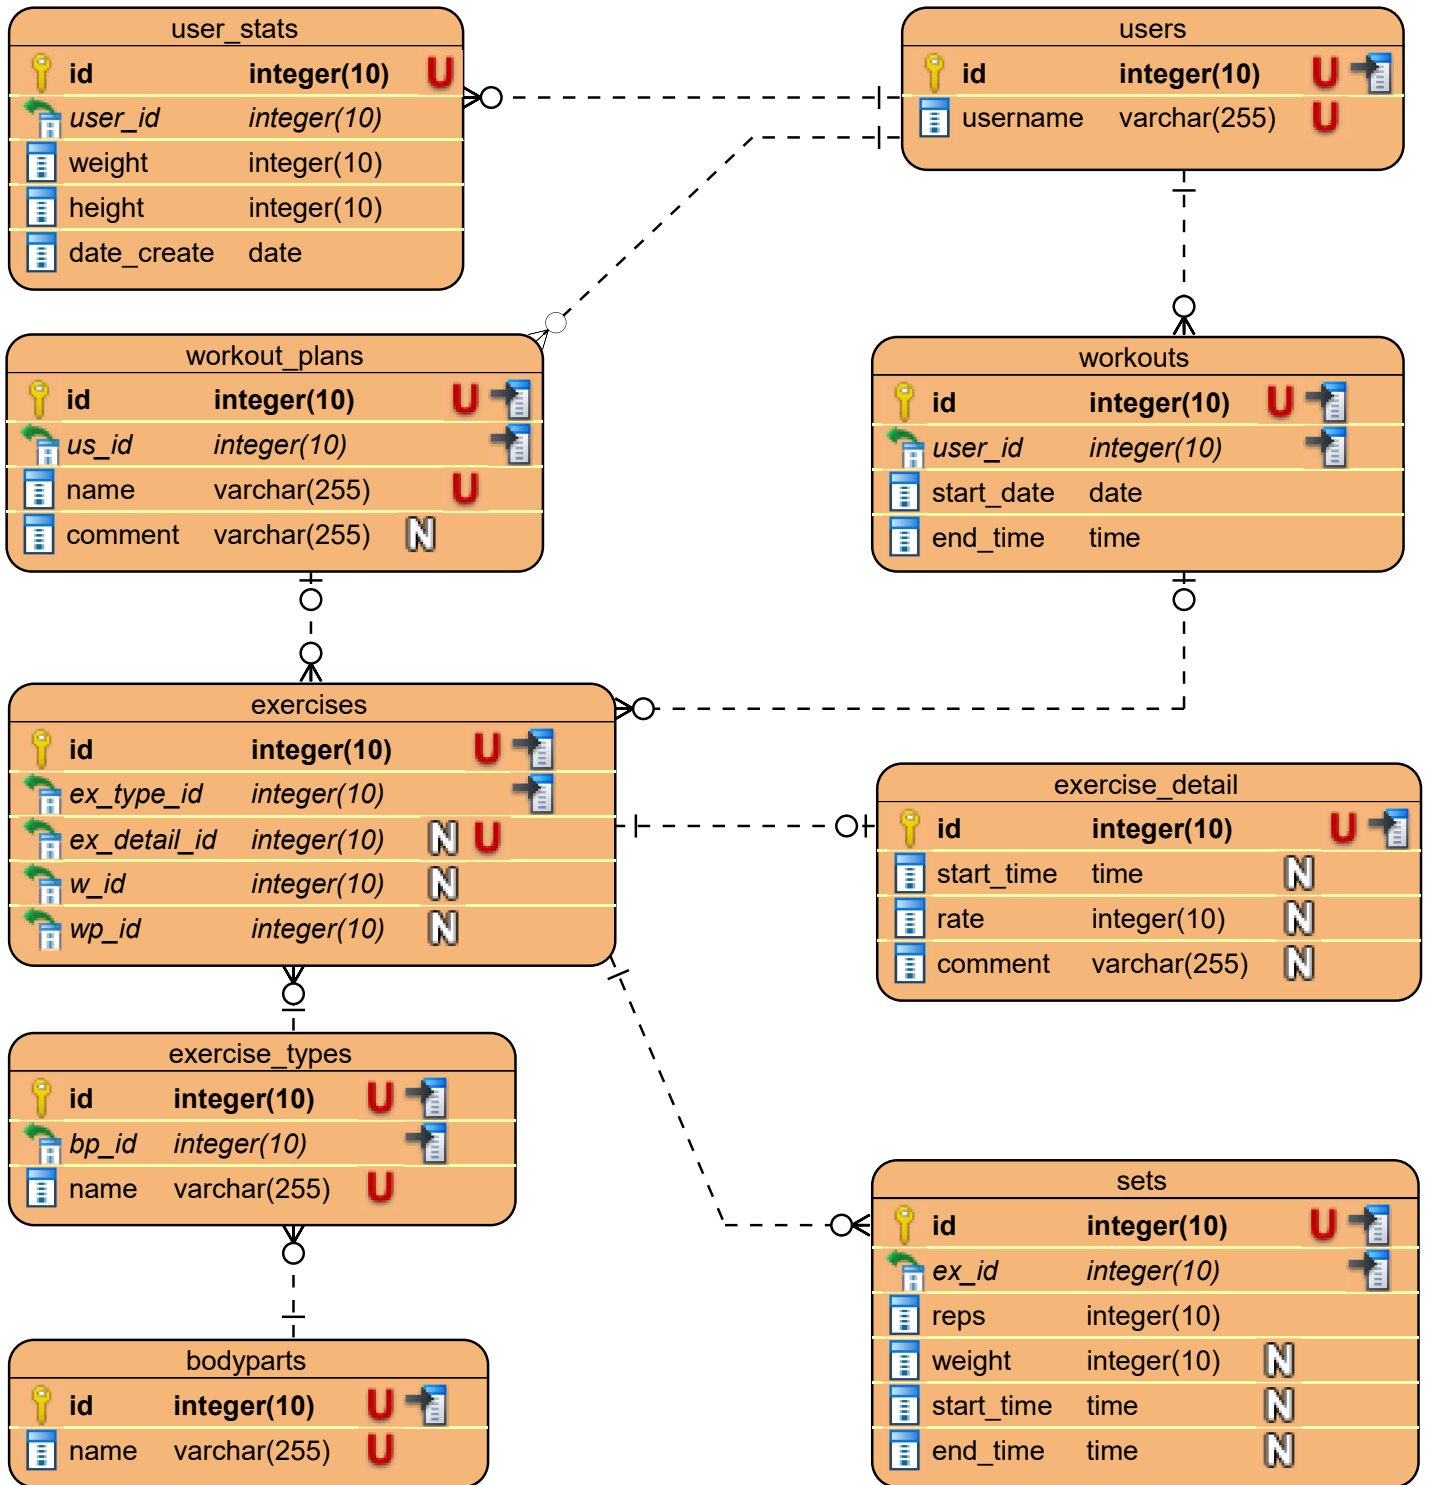 user_stats
id integer(10) U
user_id integer(10)
weight integer(10)
height integer(10)
date_create date
users
id integer(10) U
username varchar(255) U
workout_plans
id integer(10) U
us_id integer(10)
name varchar(255) U
comment varchar(255) N
workouts
id integer(10) U
user_id integer(10)
start_date date
end_time time
exercises
id integer(10) U
ex_type_id integer(10)
ex_detail_id integer(10) N U
w_id integer(10) N
wp_id integer(10) N
exercise_detail
id integer(10) U
start_time time N
rate integer(10) N
comment varchar(255) N
exercise_types
id integer(10) U
bp_id integer(10)
name varchar(255) U
sets
id integer(10) U
ex_id integer(10)
reps integer(10)
weight integer(10) N
start_time time N
end_time time N
bodyparts
id integer(10) U
name varchar(255) U